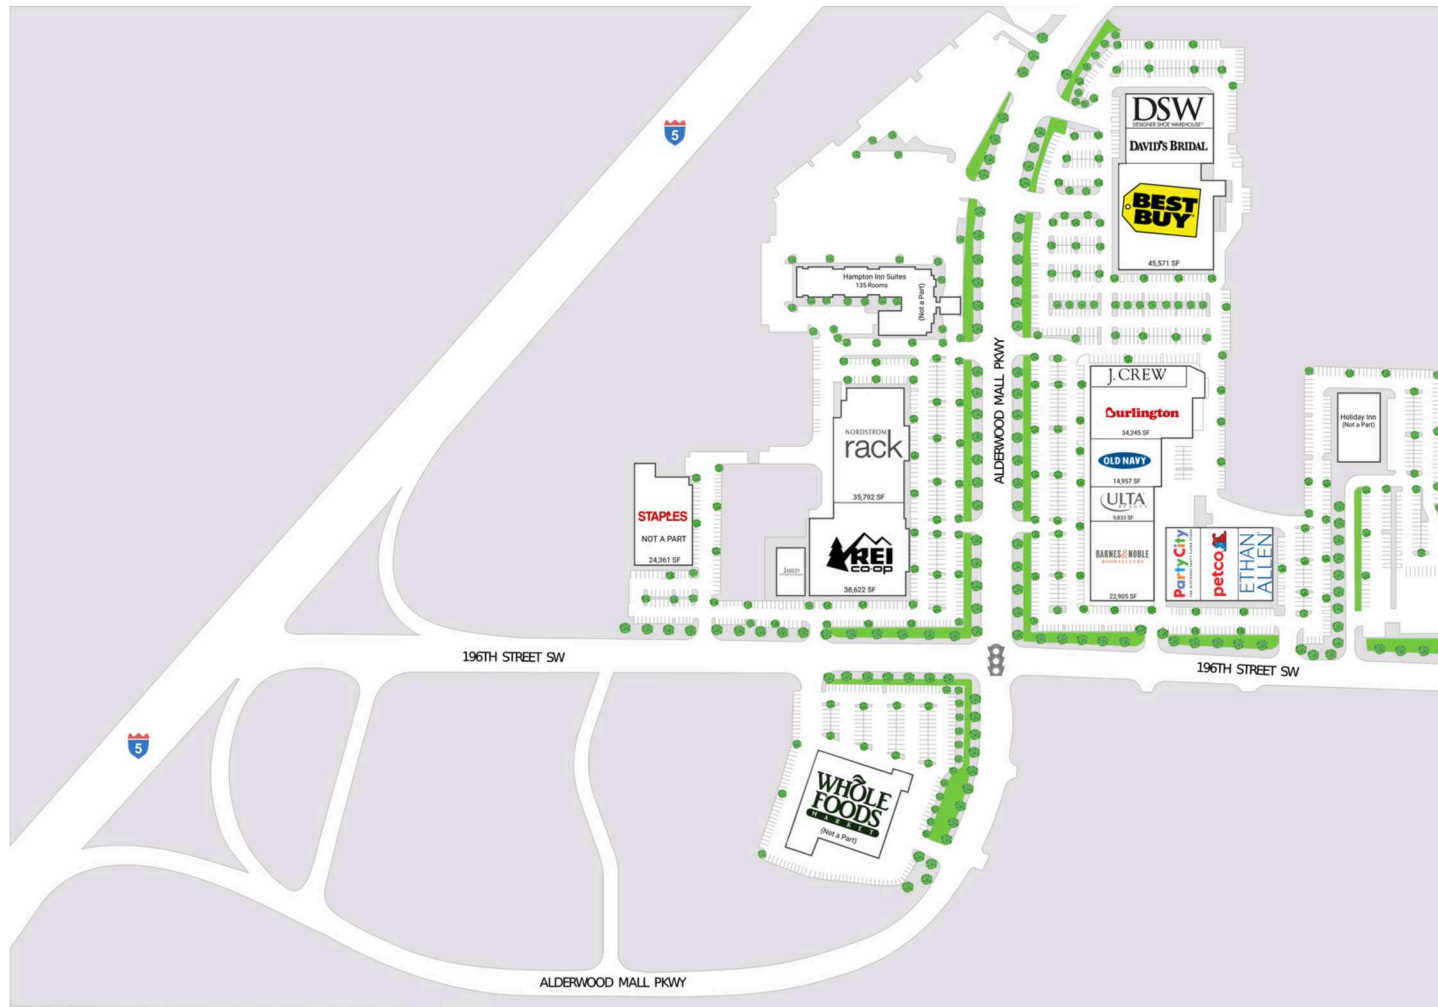 5
DSW
DESIGNER SHOE WAREHOUSE
DAVID'S BRIDAL
BEST
BUY
45,571 SF
Hampton Inn Suites
135 Rooms
(Not a Part)
ALDERWOOD MALL PKWY
J.CREW
Burlington
34,245 SF
OLD NAVY
14,957 SF
ULTA
BEAUTY
9,833 SF
BARNES&NOBLE
BOOKSELLERS
22,905 SF
PartyCity
petco
ETHAN
ALLEN
Holiday Inn
(Not a Part)
NORDSTROM
rack
35,792 SF
REI
co·op
38,622 SF
STAPLES
NOT A PART
24,361 SF
JARED
196TH STREET SW
196TH STREET SW
5
WHOLE
FOODS
MARKET
(Not a Part)
ALDERWOOD MALL PKWY